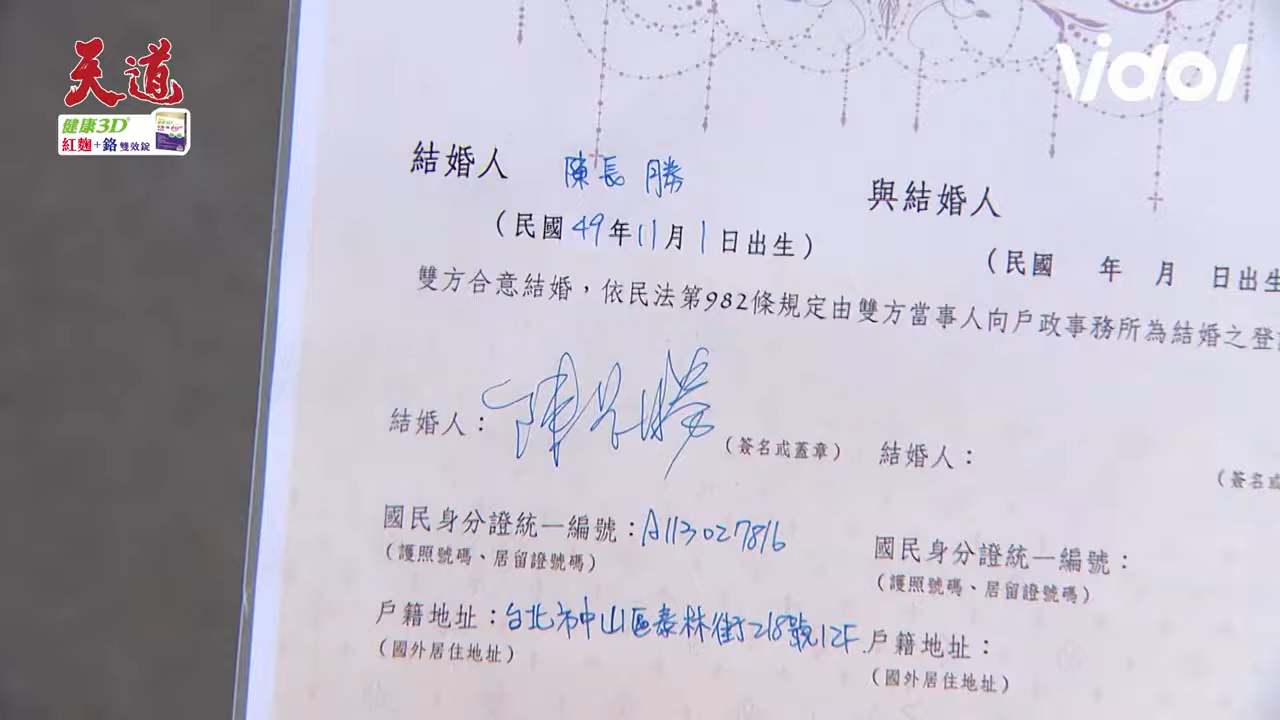 天道
Vidol
健康3D
紅麴+鉻 雙效錠
結婚人 陳長勝 與結婚人
(民國49年11月1日出生) (民國 年 月 日出生
雙方合意結婚,依民法第982條規定由雙方當事人向戶政事務所為結婚之登
結婚人:陳長勝(簽名或蓋章) 結婚人: (簽名或
國民身分證統一編號:A113027816 國民身分證統一編號:
(護照號碼、居留證號碼) (護照號碼、居留證號碼)
戶籍地址:台北市中山區泰林街218號12F. 戶籍地址:
(國外居住地址) (國外居住地址)